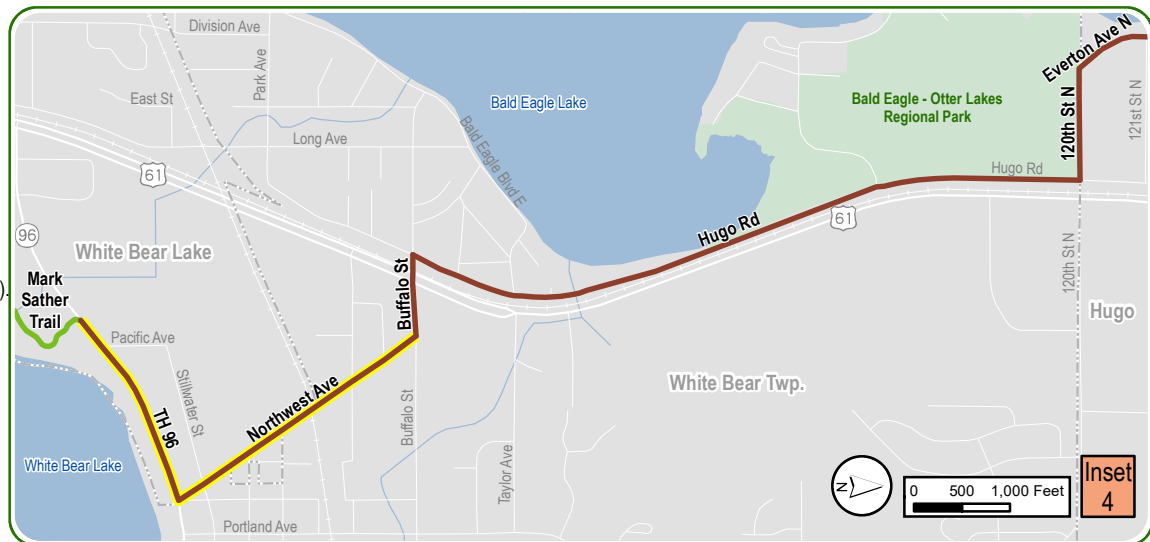 Division Ave
Park Ave
East St
Long Ave
Bald Eagle Blvd E
Bald Eagle Lake
Bald Eagle - Otter Lakes
Regional Park
Everton Ave N
120th St N
121st St N
Hugo Rd
61
96
White Bear Lake
Mark
Sather
Trail
).
Pacific Ave
Stillwater St
TH 96
Northwest Ave
Buffalo St
Buffalo St
Hugo Rd
61
120th St N
Hugo
White Bear Twp.
White Bear Lake
Taylor Ave
Portland Ave
N
0 500 1,000 Feet
Inset
4